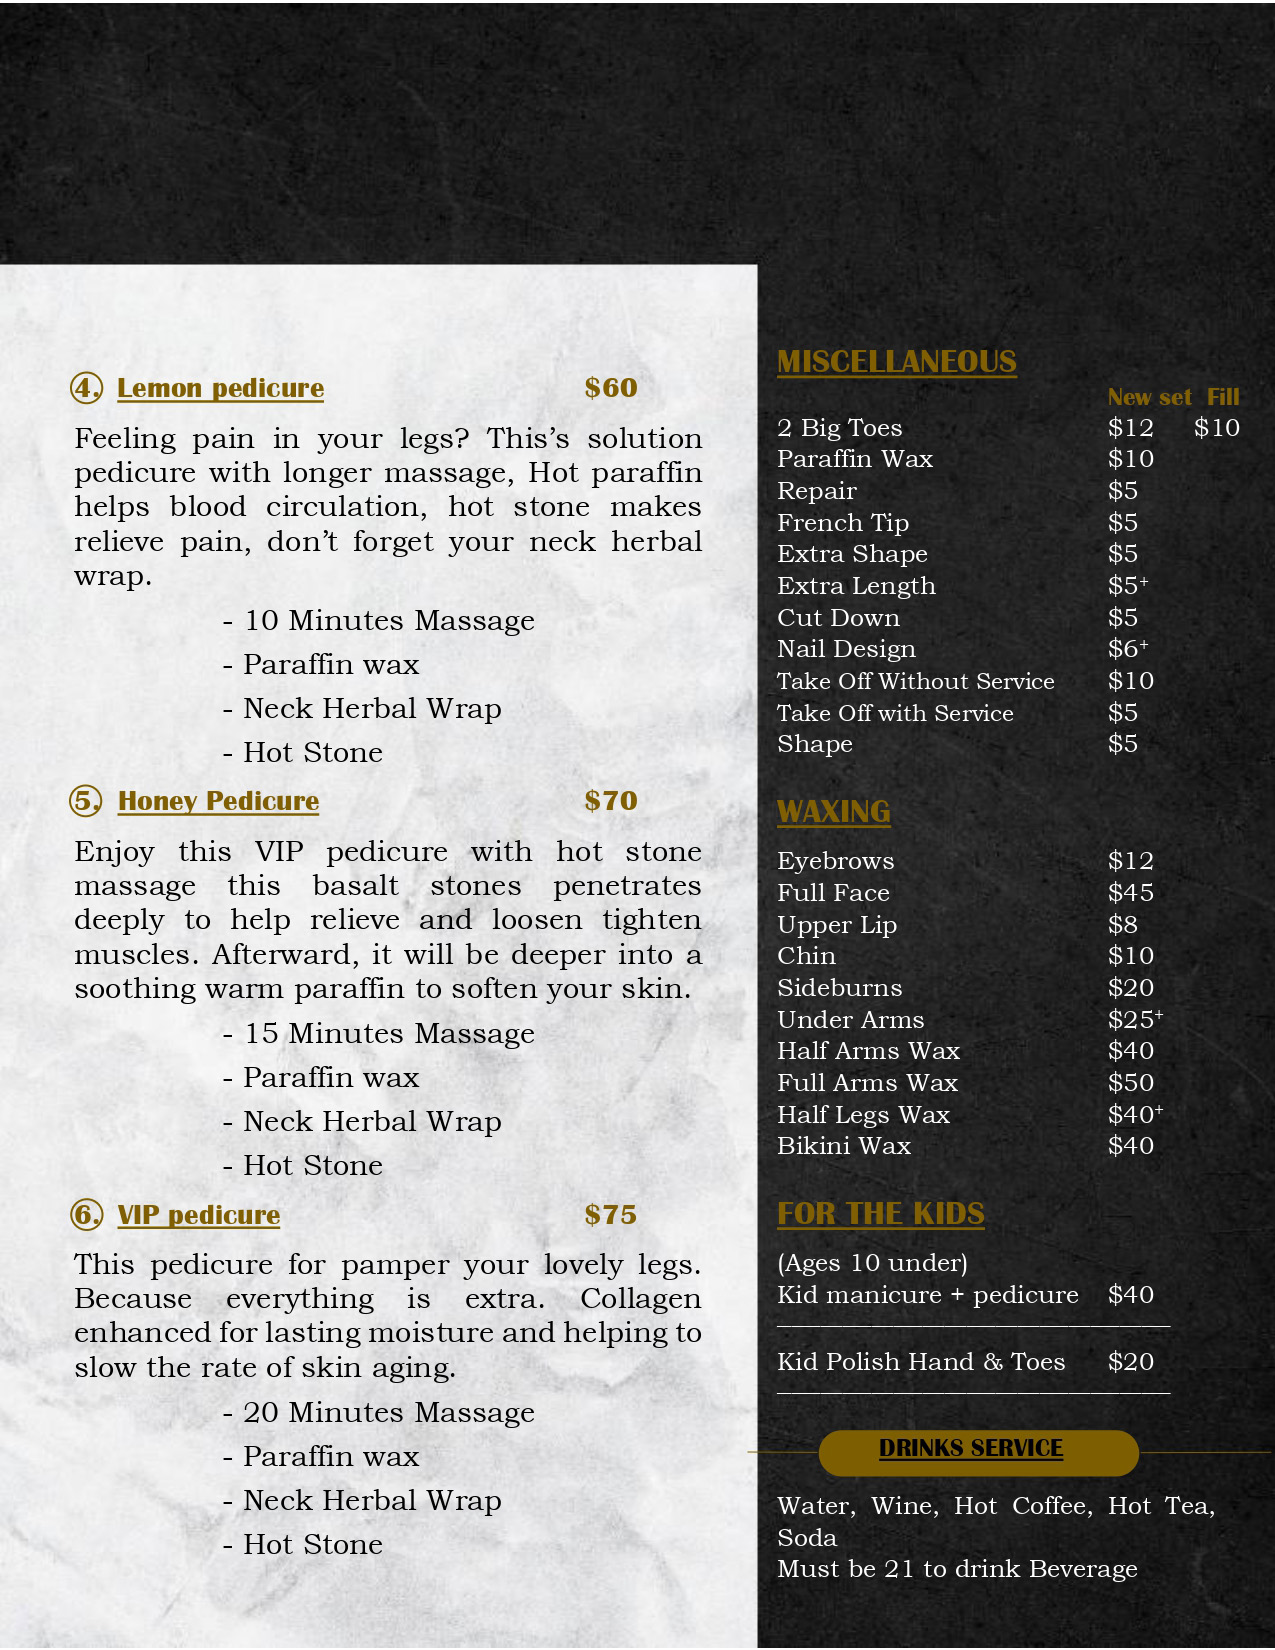 4. Lemon pedicure $60
Feeling pain in your legs? This’s solution
pedicure with longer massage, Hot paraffin
helps blood circulation, hot stone makes
relieve pain, don’t forget your neck herbal
wrap.
- 10 Minutes Massage
- Paraffin wax
- Neck Herbal Wrap
- Hot Stone
5. Honey Pedicure $70
Enjoy this VIP pedicure with hot stone
massage this basalt stones penetrates
deeply to help relieve and loosen tighten
muscles. Afterward, it will be deeper into a
soothing warm paraffin to soften your skin.
- 15 Minutes Massage
- Paraffin wax
- Neck Herbal Wrap
- Hot Stone
6. VIP pedicure $75
This pedicure for pamper your lovely legs.
Because everything is extra. Collagen
enhanced for lasting moisture and helping to
slow the rate of skin aging.
- 20 Minutes Massage
- Paraffin wax
- Neck Herbal Wrap
- Hot Stone
MISCELLANEOUS
New set Fill
2 Big Toes $12 $10
Paraffin Wax $10
Repair $5
French Tip $5
Extra Shape $5
Extra Length $5+
Cut Down $5
Nail Design $6+
Take Off Without Service $10
Take Off with Service $5
Shape $5
WAXING
Eyebrows $12
Full Face $45
Upper Lip $8
Chin $10
Sideburns $20
Under Arms $25+
Half Arms Wax $40
Full Arms Wax $50
Half Legs Wax $40+
Bikini Wax $40
FOR THE KIDS
(Ages 10 under)
Kid manicure + pedicure $40
Kid Polish Hand & Toes $20
DRINKS SERVICE
Water, Wine, Hot Coffee, Hot Tea,
Soda
Must be 21 to drink Beverage